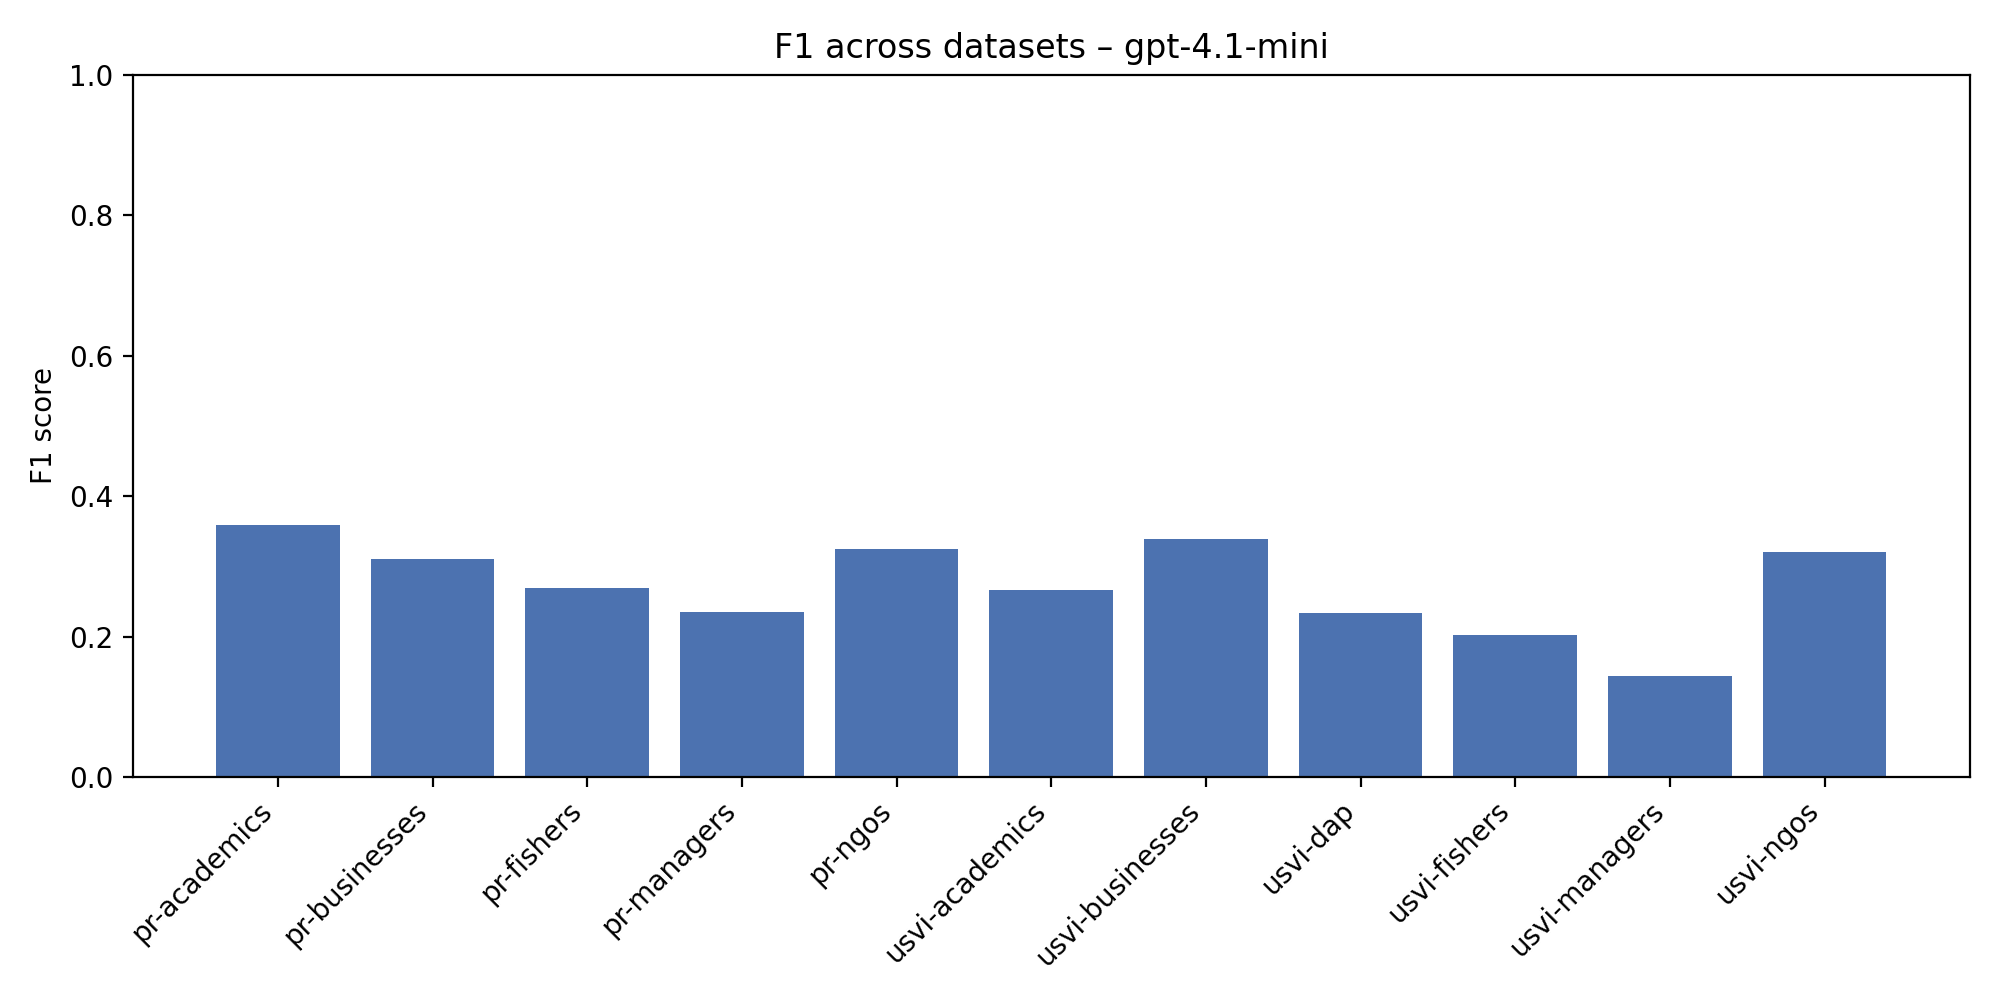 F1 across datasets – gpt-4.1-mini
1.0
0.8
0.6
0.4
0.2
0.0
F1 score
pr-academics
pr-businesses
pr-fishers
pr-managers
pr-ngos
usvi-academics
usvi-businesses
usvi-dap
usvi-fishers
usvi-managers
usvi-ngos